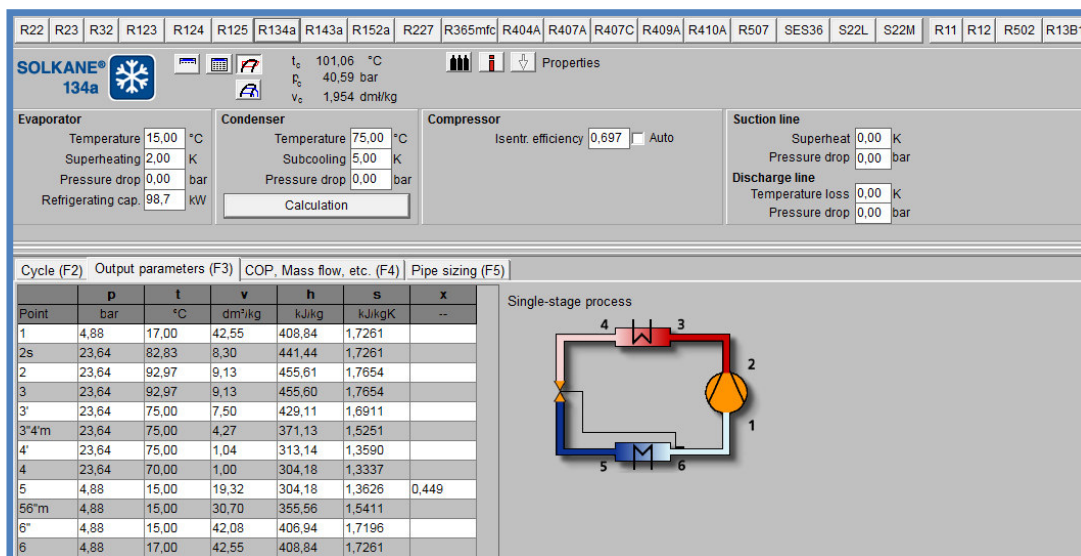 R22 R23 R32 R123 R124 R125 R134a R143a R152a R227 R365mfc R404A R407A R407C R409A R410A R507 SES36 S22L S22M R11 R12 R502 R13B1
SOLKANE®
134a
t_c 101,06 °C
p_c 40,59 bar
v_c 1,954 dmł/kg
Properties
Evaporator
Temperature 15,00 °C
Superheating 2,00 K
Pressure drop 0,00 bar
Refrigerating cap. 98,7 kW
Condenser
Temperature 75,00 °C
Subcooling 5,00 K
Pressure drop 0,00 bar
Calculation
Compressor
Isentr. efficiency 0,697 Auto
Suction line
Superheat 0,00 K
Pressure drop 0,00 bar
Discharge line
Temperature loss 0,00 K
Pressure drop 0,00 bar
Cycle (F2) Output parameters (F3) COP, Mass flow, etc. (F4) Pipe sizing (F5)
p t v h s x
Point bar °C dm³/kg kJ/kg kJ/kgK --
1 4,88 17,00 42,55 408,84 1,7261
2s 23,64 82,83 8,30 441,44 1,7261
2 23,64 92,97 9,13 455,61 1,7654
3 23,64 92,97 9,13 455,60 1,7654
3' 23,64 75,00 7,50 429,11 1,6911
3"4'm 23,64 75,00 4,27 371,13 1,5251
4' 23,64 75,00 1,04 313,14 1,3590
4 23,64 70,00 1,00 304,18 1,3337
5 4,88 15,00 19,32 304,18 1,3626 0,449
56"m 4,88 15,00 30,70 355,56 1,5411
6" 4,88 15,00 42,08 406,94 1,7196
6 4,88 17,00 42,55 408,84 1,7261
Single-stage process
4 3
2
1
5 6